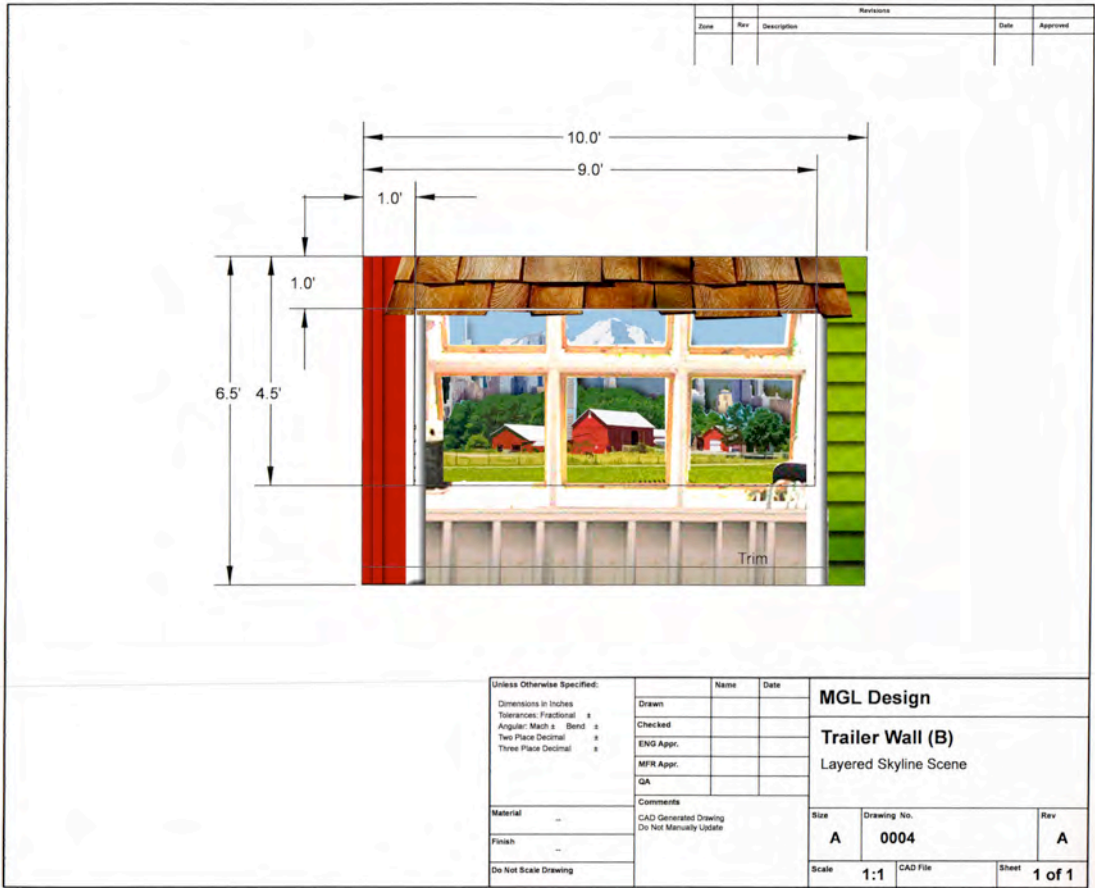 Revisions
Zone Rev Description Date Approved
10.0'
9.0'
1.0'
1.0'
6.5' 4.5'
Trim
Unless Otherwise Specified:
Dimensions in Inches
Tolerances: Fractional ±
Angular: Mach ± Bend ±
Two Place Decimal ±
Three Place Decimal ±
Material
--
Finish
--
Do Not Scale Drawing
Name Date
Drawn
Checked
ENG Appr.
MFR Appr.
QA
Comments
CAD Generated Drawing
Do Not Manually Update
MGL Design
Trailer Wall (B)
Layered Skyline Scene
Size Drawing No. Rev
A 0004 A
Scale 1:1 CAD File Sheet 1 of 1